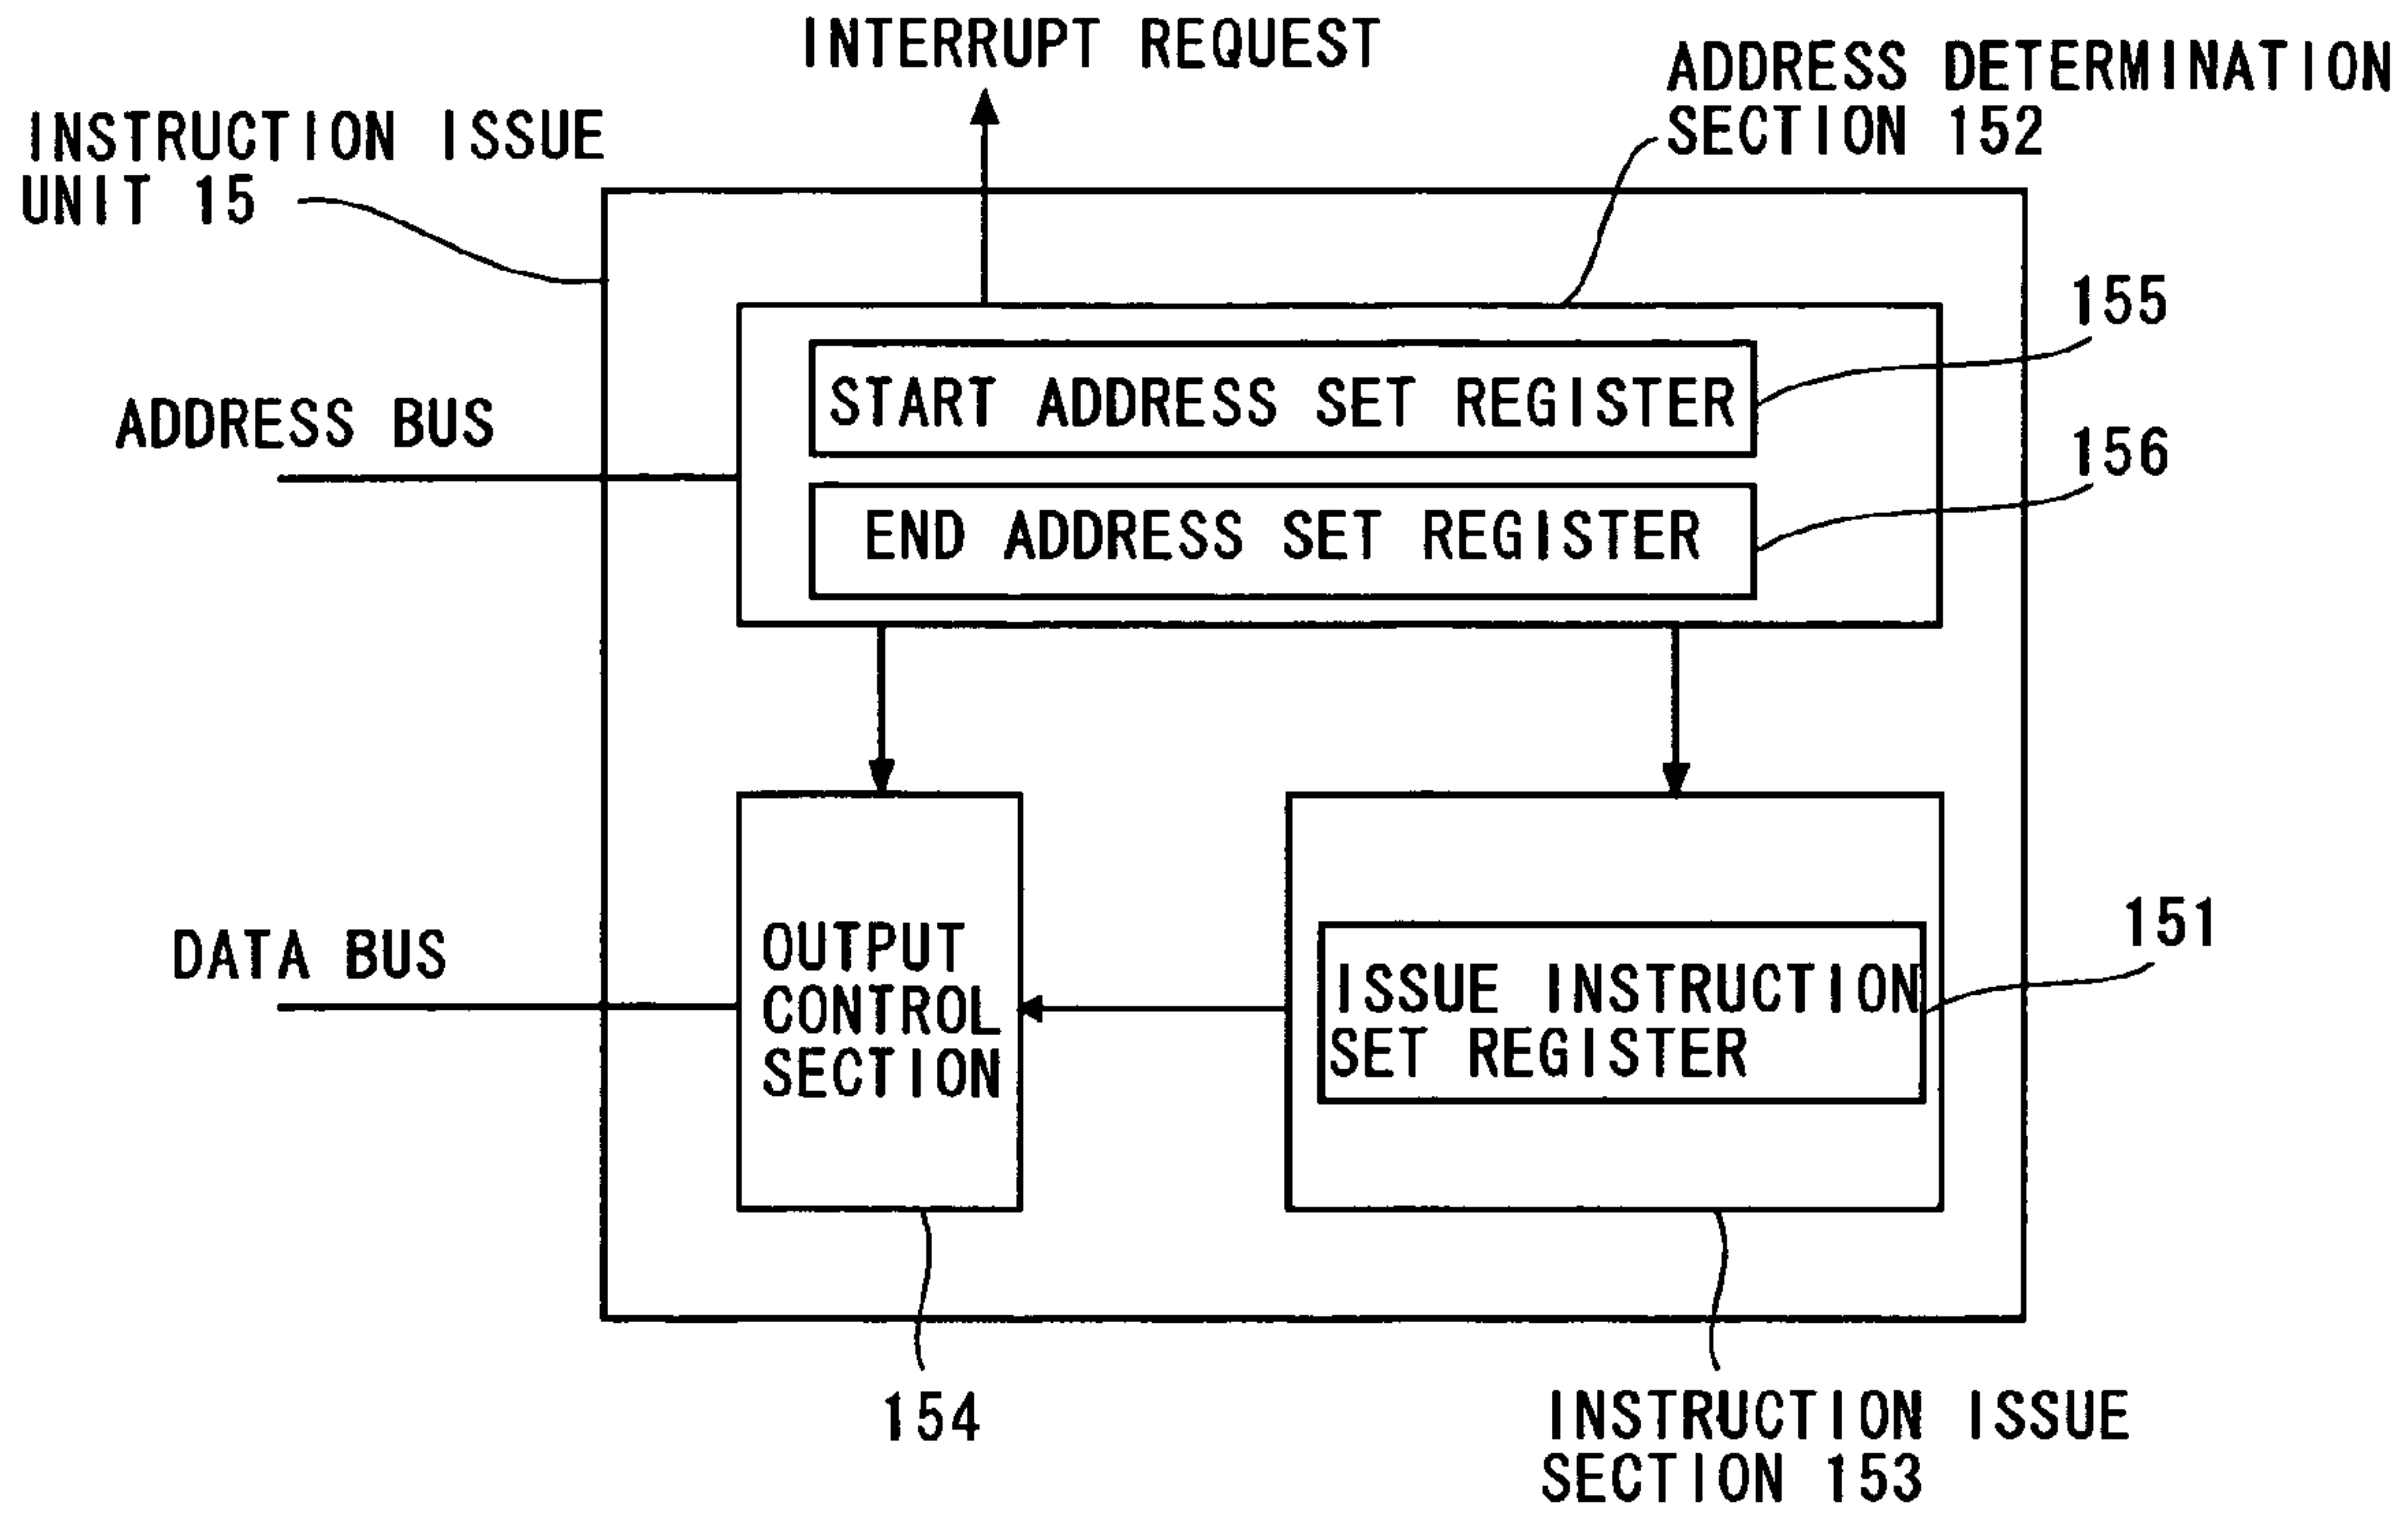 INTERRUPT REQUEST
ADDRESS DETERMINATION
SECTION 152
INSTRUCTION ISSUE
UNIT 15
155
START ADDRESS SET REGISTER
ADDRESS BUS
156
END ADDRESS SET REGISTER
151
DATA BUS
OUTPUT
CONTROL
SECTION
ISSUE INSTRUCTION
SET REGISTER
154
INSTRUCTION ISSUE
SECTION 153